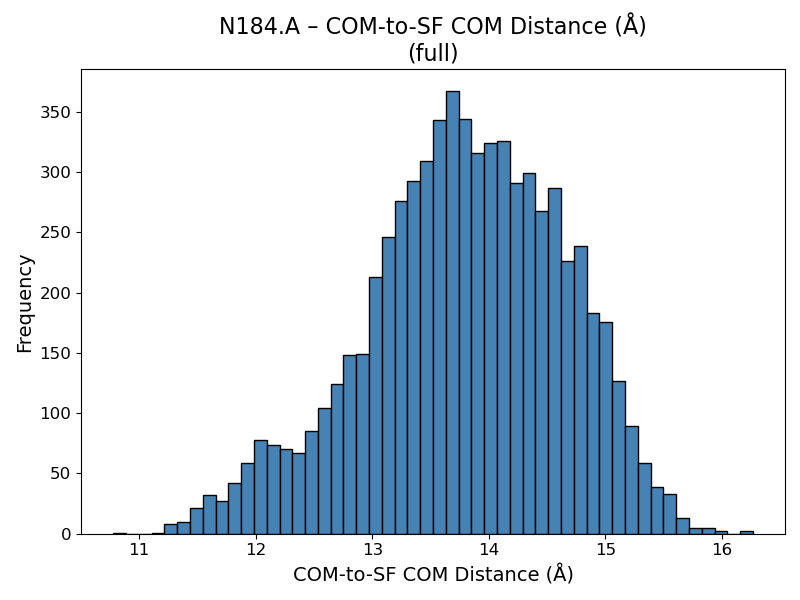 N184.A – COM-to-SF COM Distance (Å)
(full)
350
300
250
200
150
100
50
0
Frequency
11 12 13 14 15 16
COM-to-SF COM Distance (Å)